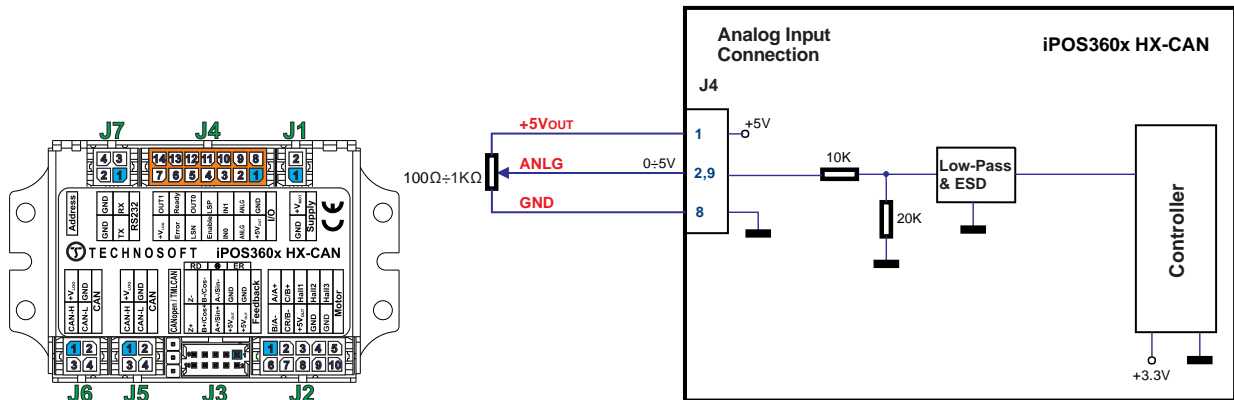 Analog Input
Connection
iPOS360x HX-CAN
J4
+5VOUT
1
+5V
ANLG
0÷5V
2,9
10K
Low-Pass
& ESD
100Ω÷1KΩ
GND
8
20K
Controller
+3.3V
J7
J4
J1
4 3
14 13 12 11 10 9 8
2
2 1
7 6 5 4 3 2 1
1
Address
GND GND
TX RX
RS232
+VLOG OUT1
Error Ready
LSN OUT0
Enable LSP
IN0 IN1
ANLG ANLG
+5VOUT GND
I/O
GND +VMOT
Supply
CE
TECHNOSOFT iPOS360x HX-CAN
RD ER
CAN-H +VLOG
CAN-L GND
CAN
CAN-H +VLOG
CAN-L GND
CAN
CANopen / TMLCAN
Z+ Z-
B+/Cos+ B-/Cos-
A+/Sin+ A-/Sin-
+5VOUT GND
+5VOUT GND
Feedback
B/A- A/A+
CR/B- C/B+
+5VOUT Hall1
GND Hall2
GND Hall3
Motor
1 2
1 2
1 2 3 4 5
3 4
3 4
6 7 8 9 10
J6
J5
J3
J2